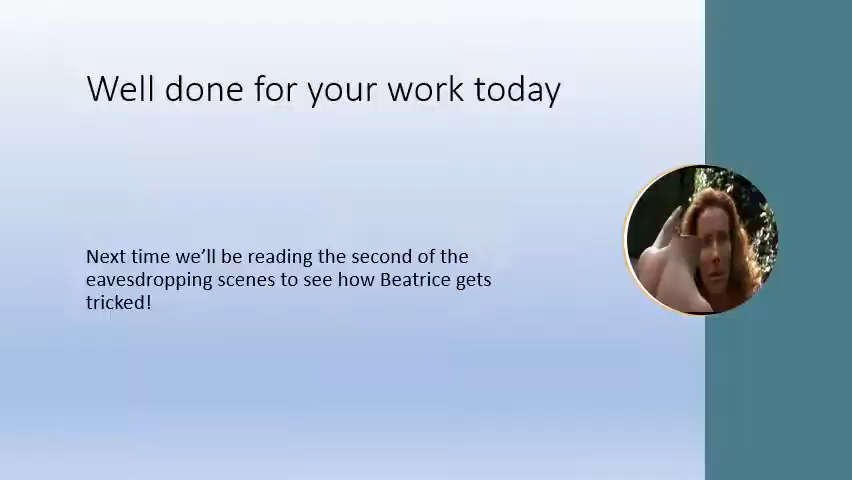 Well done for your work today
Next time we’ll be reading the second of the
eavesdropping scenes to see how Beatrice gets
tricked!